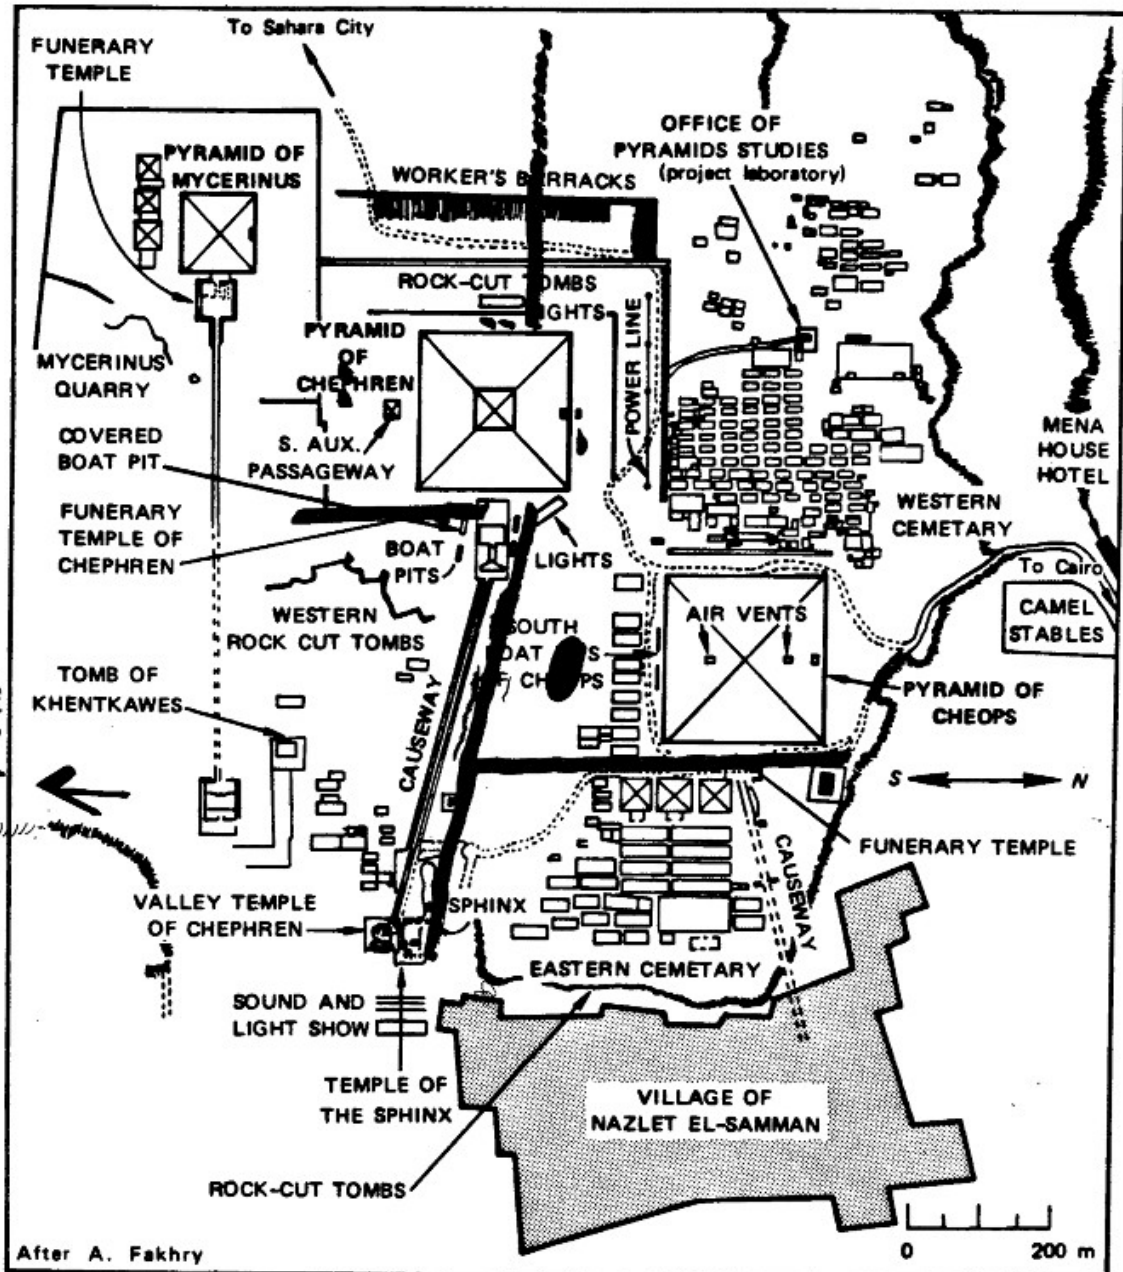 To Sahara City
FUNERARY
TEMPLE
OFFICE OF
PYRAMIDS STUDIES
(project laboratory)
PYRAMID OF
MYCERINUS
WORKER'S BARRACKS
ROCK-CUT TOMBS
LIGHTS
PYRAMID
OF
CHEPHREN
POWER LINE
MYCERINUS
QUARRY
MENA
HOUSE
HOTEL
COVERED
BOAT PIT
S. AUX.
PASSAGEWAY
WESTERN
CEMETARY
FUNERARY
TEMPLE OF
CHEPHREN
BOAT
PITS
LIGHTS
To Cairo
WESTERN
ROCK CUT TOMBS
SOUTH
AIR VENTS
CAMEL
STABLES
TOMB OF
KHENTKAWES
CAUSEWAY
PYRAMID OF
CHEOPS
S
N
FUNERARY TEMPLE
CAUSEWAY
VALLEY TEMPLE
OF CHEPHREN
SPHINX
EASTERN CEMETARY
SOUND AND
LIGHT SHOW
TEMPLE OF
THE SPHINX
VILLAGE OF
NAZLET EL-SAMMAN
ROCK-CUT TOMBS
After A. Fakhry
0 200 m